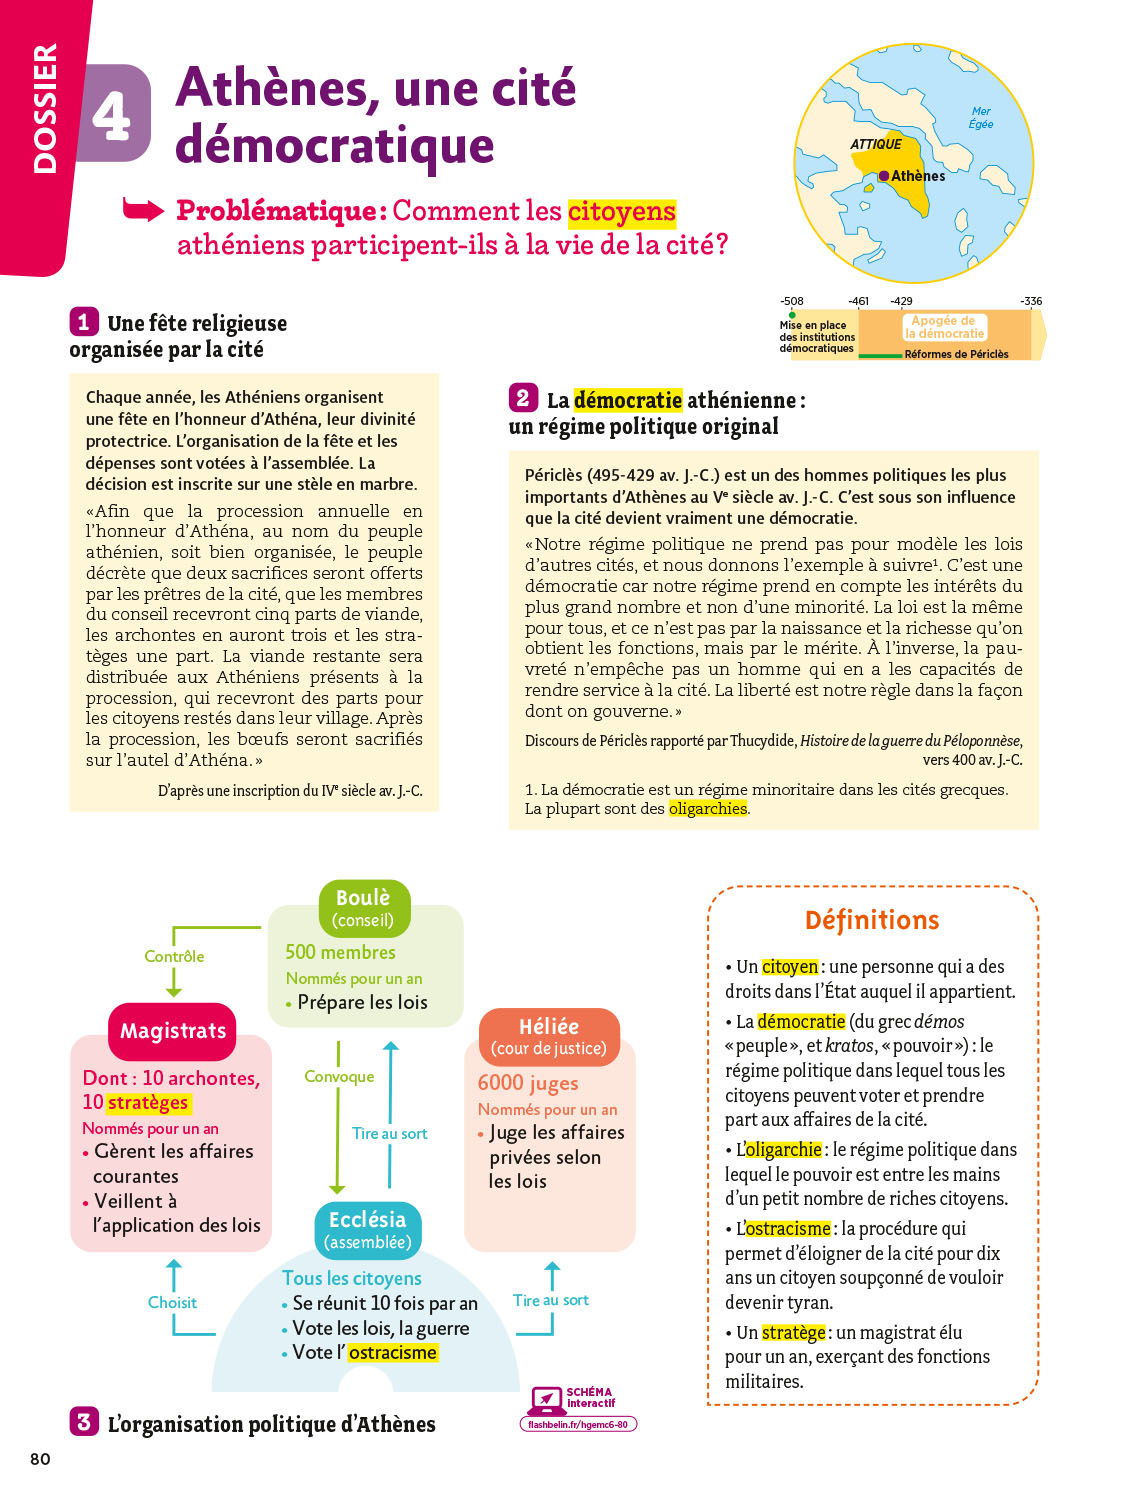 DOSSIER
4
Athènes, une cité
démocratique
Problématique : Comment les citoyens
athéniens participent-ils à la vie de la cité ?
Mer
Égée
ATTIQUE
Athènes
-508
-461
-429
-336
Mise en place
des institutions
démocratiques
Apogée de
la démocratie
Réformes de Périclès
1 Une fête religieuse
organisée par la cité
Chaque année, les Athéniens organisent
une fête en l'honneur d'Athéna, leur divinité
protectrice. L'organisation de la fête et les
dépenses sont votées à l'assemblée. La
décision est inscrite sur une stèle en marbre.
« Afin que la procession annuelle en
l'honneur d'Athéna, au nom du peuple
athénien, soit bien organisée, le peuple
décrète que deux sacrifices seront offerts
par les prêtres de la cité, que les membres
du conseil recevront cinq parts de viande,
les archontes en auront trois et les stra-
tèges une part. La viande restante sera
distribuée aux Athéniens présents à la
procession, qui recevront des parts pour
les citoyens restés dans leur village. Après
la procession, les bœufs seront sacrifiés
sur l'autel d'Athéna. »
D'après une inscription du IVe siècle av. J.-C.
2 La démocratie athénienne :
un régime politique original
Périclès (495-429 av. J.-C.) est un des hommes politiques les plus
importants d'Athènes au Ve siècle av. J.-C. C'est sous son influence
que la cité devient vraiment une démocratie.
« Notre régime politique ne prend pas pour modèle les lois
d'autres cités, et nous donnons l'exemple à suivre¹. C'est une
démocratie car notre régime prend en compte les intérêts du
plus grand nombre et non d'une minorité. La loi est la même
pour tous, et ce n'est pas par la naissance et la richesse qu'on
obtient les fonctions, mais par le mérite. À l'inverse, la pau-
vreté n'empêche pas un homme qui en a les capacités de
rendre service à la cité. La liberté est notre règle dans la façon
dont on gouverne. »
Discours de Périclès rapporté par Thucydide, Histoire de la guerre du Péloponnèse,
vers 400 av. J.-C.
1. La démocratie est un régime minoritaire dans les cités grecques.
La plupart sont des oligarchies.
Boulè
(conseil)
500 membres
Nommés pour un an
• Prépare les lois
Contrôle
Magistrats
Dont : 10 archontes,
10 stratèges
Nommés pour un an
• Gèrent les affaires
courantes
• Veillent à
l'application des lois
Convoque
Tire au sort
Héliée
(cour de justice)
6000 juges
Nommés pour un an
• Juge les affaires
privées selon
les lois
Ecclésia
(assemblée)
Tous les citoyens
• Se réunit 10 fois par an
• Vote les lois, la guerre
• Vote l' ostracisme
Choisit
Tire au sort
3 L'organisation politique d'Athènes
SCHÉMA
interactif
flashbelin.fr/hgemc6-80
Définitions
• Un citoyen : une personne qui a des
droits dans l'État auquel il appartient.
• La démocratie (du grec démos
« peuple », et kratos, « pouvoir ») : le
régime politique dans lequel tous les
citoyens peuvent voter et prendre
part aux affaires de la cité.
• L'oligarchie : le régime politique dans
lequel le pouvoir est entre les mains
d'un petit nombre de riches citoyens.
• L'ostracisme : la procédure qui
permet d'éloigner de la cité pour dix
ans un citoyen soupçonné de vouloir
devenir tyran.
• Un stratège : un magistrat élu
pour un an, exerçant des fonctions
militaires.
80